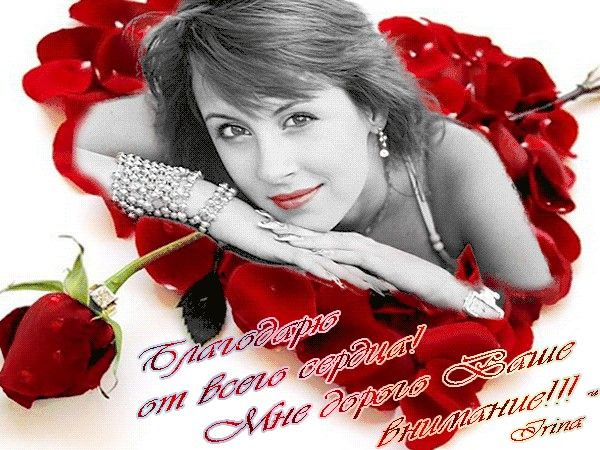 Благодарю
от всего сердца!
Мне дорого Ваше
внимание!!!
Irina